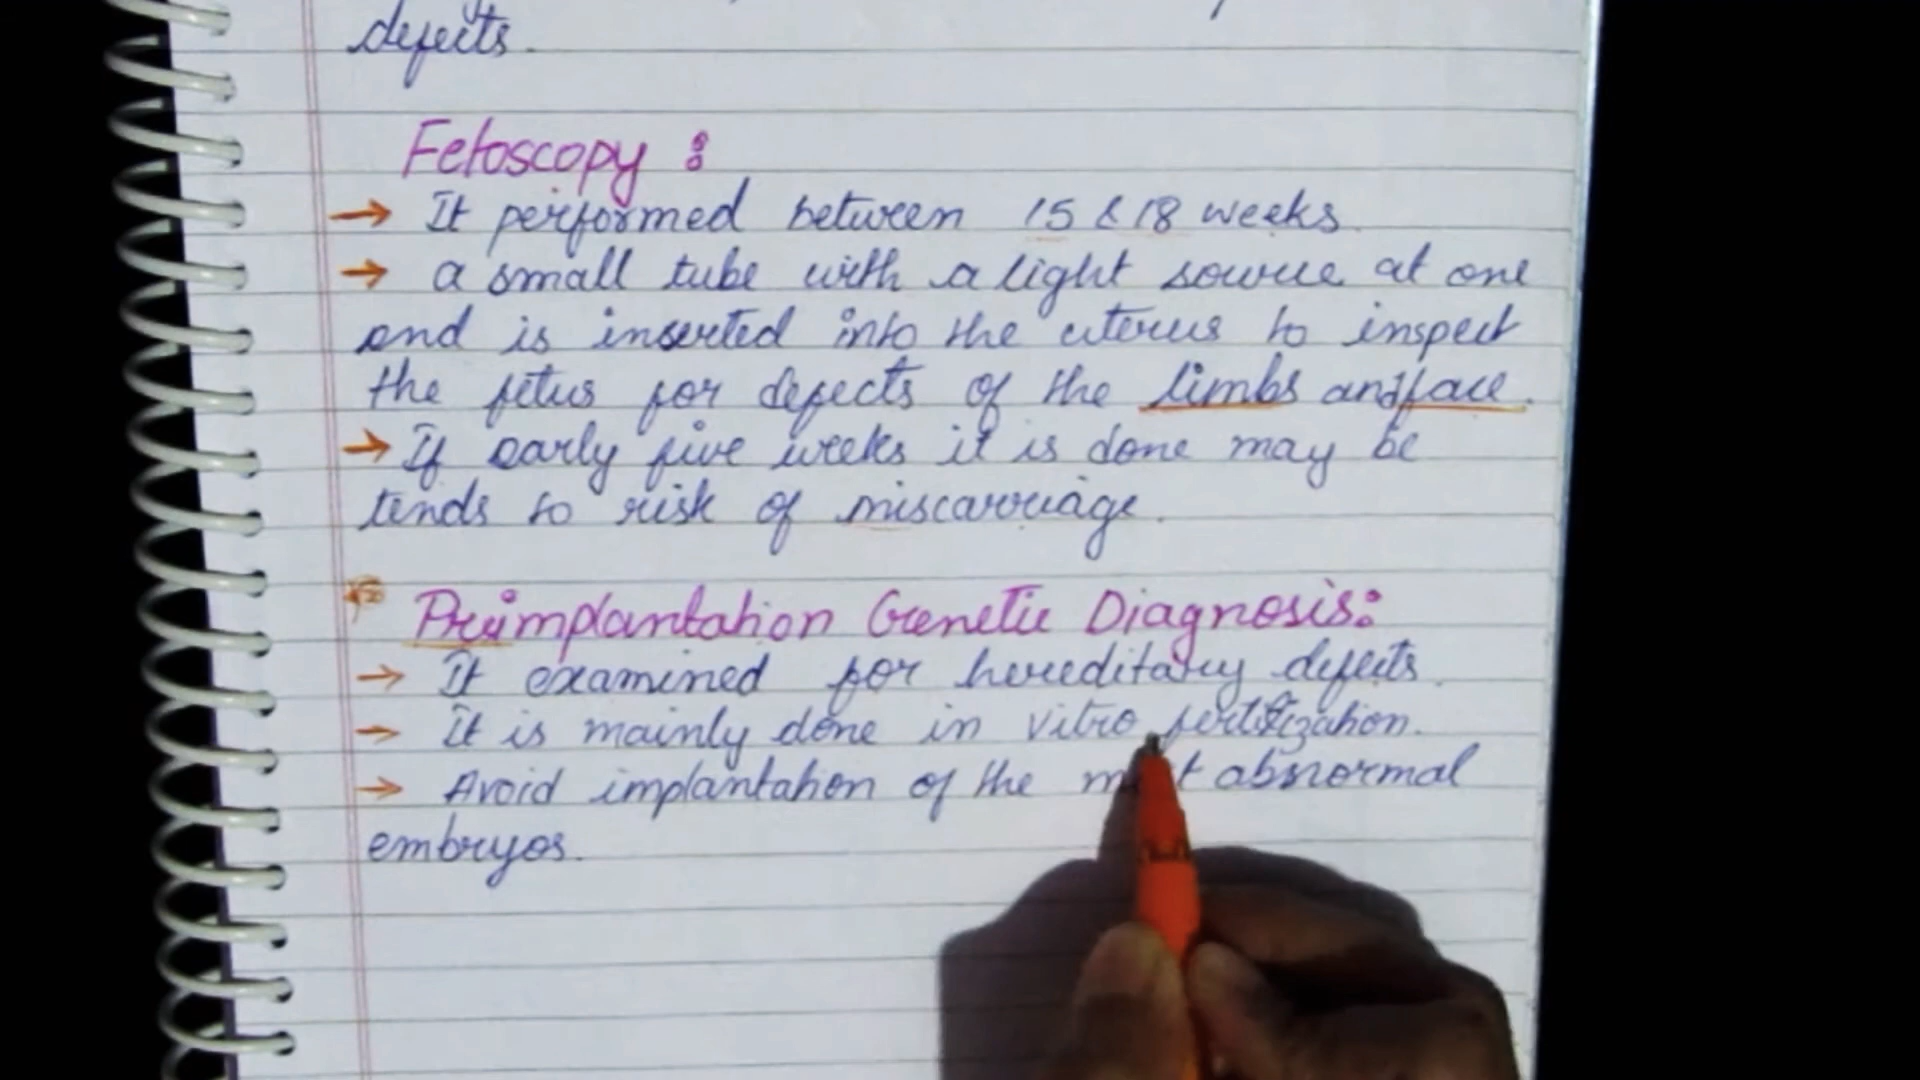 defects.
Fetoscopy :
→ It performed between 15 & 18 weeks.
→ a small tube with a light source at one
end is inserted into the uterus to inspect
the fetus for defects of the limbs and face.
→ If early five weeks it is done may be
tends to risk of miscarriage.
Preimplantation Genetic Diagnosis:
→ It examined for hereditary defects.
→ It is mainly done in vitro fertilization.
→ Avoid implantation of the abnormal
embryos.